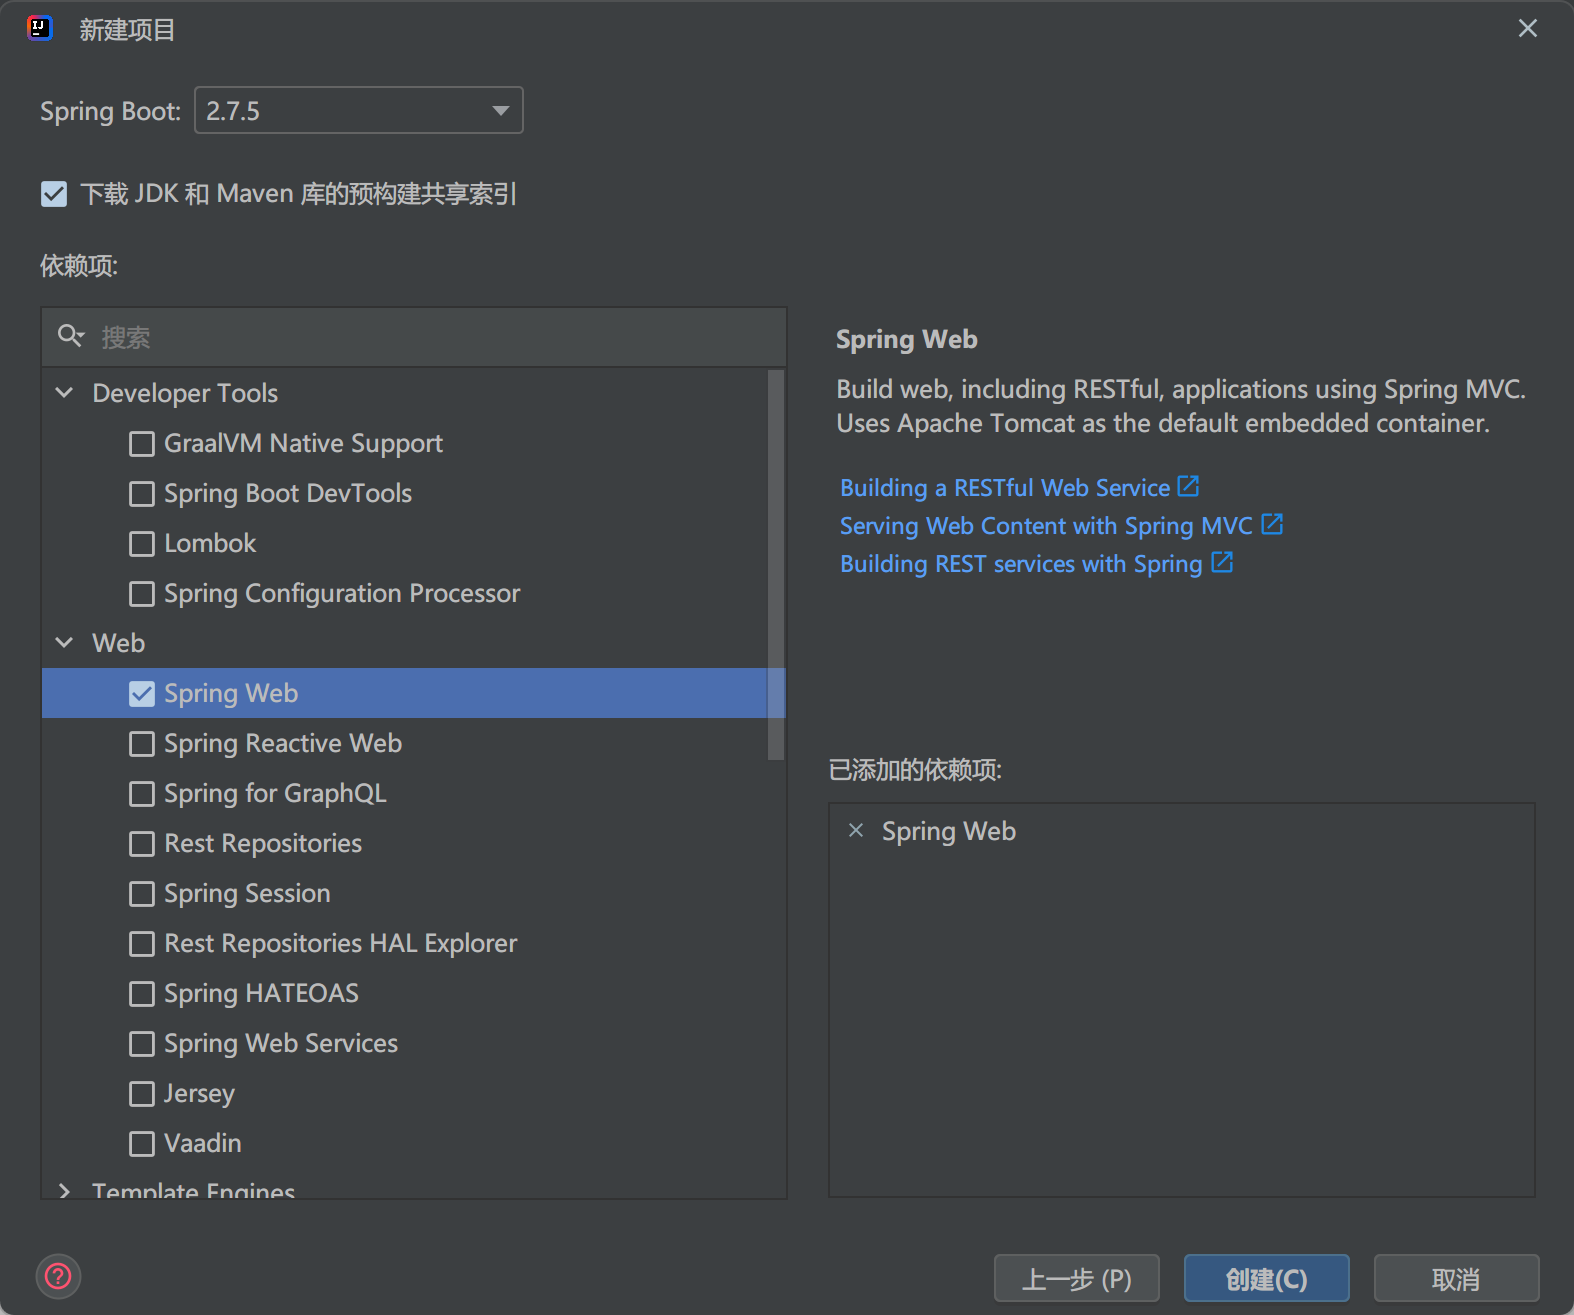 新建项目
Spring Boot: 2.7.5
下载 JDK 和 Maven 库的预构建共享索引
依赖项:
搜索
Developer Tools
GraalVM Native Support
Spring Boot DevTools
Lombok
Spring Configuration Processor
Web
Spring Web
Spring Reactive Web
Spring for GraphQL
Rest Repositories
Spring Session
Rest Repositories HAL Explorer
Spring HATEOAS
Spring Web Services
Jersey
Vaadin
Template Engines
Spring Web
Build web, including RESTful, applications using Spring MVC.
Uses Apache Tomcat as the default embedded container.
Building a RESTful Web Service
Serving Web Content with Spring MVC
Building REST services with Spring
已添加的依赖项:
Spring Web
上一步 (P)
创建(C)
取消